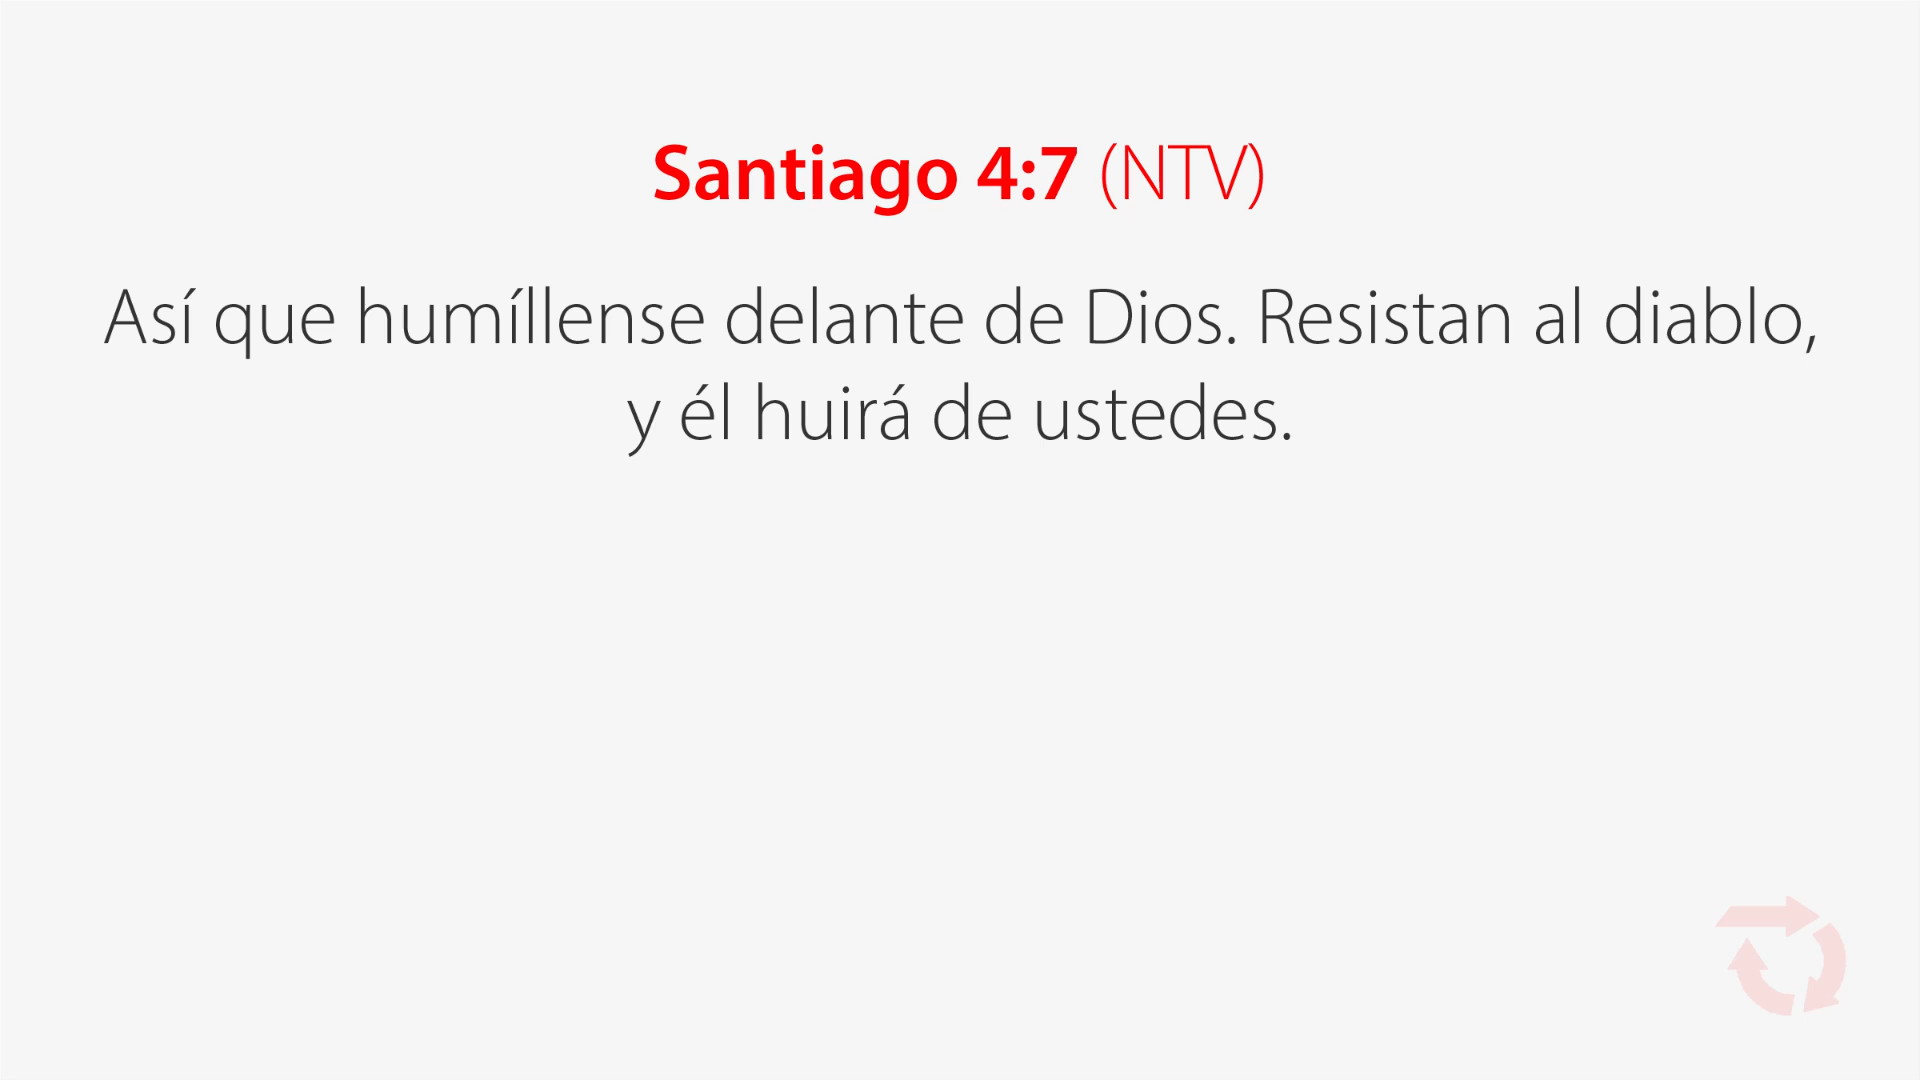 Santiago 4:7 (NTV)
Así que humíllense delante de Dios. Resistan al diablo,
y él huirá de ustedes.